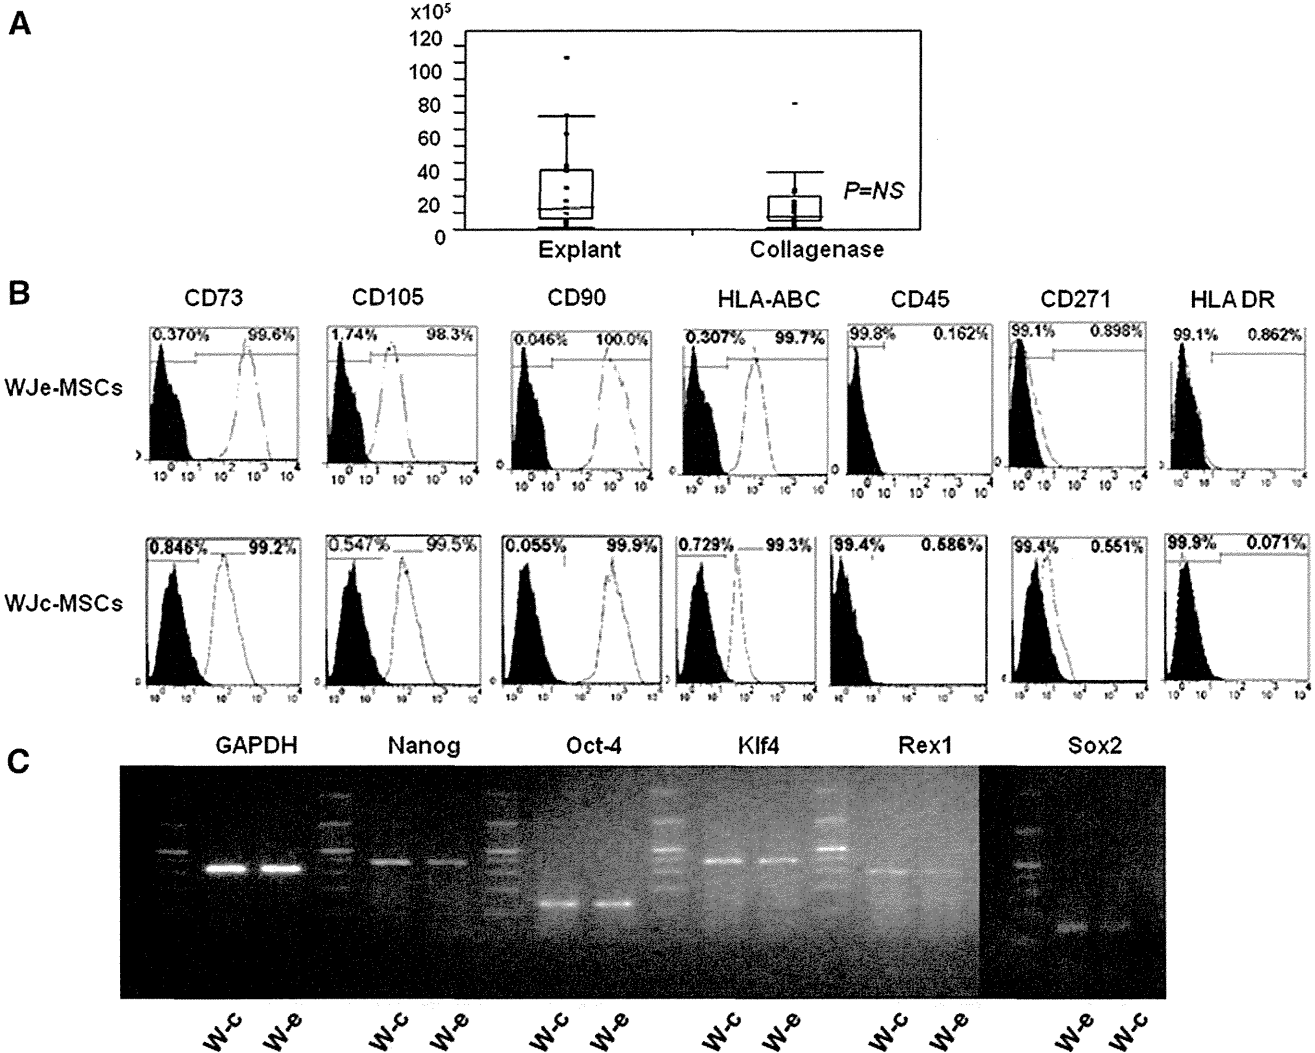 A
x10⁵
120
100
80
60
40
20
0
P=NS
Explant Collagenase
B
CD73 CD105 CD90 HLA-ABC CD45 CD271 HLA DR
WJe-MSCs
0.370% 99.6% 1.74% 98.3% 0.046% 100.0% 0.307% 99.7% 99.8% 0.162% 99.1% 0.898% 99.1% 0.862%
WJc-MSCs
0.846% 99.2% 0.547% 99.5% 0.055% 99.9% 0.729% 99.3% 99.4% 0.586% 99.4% 0.551% 99.9% 0.071%
C
GAPDH Nanog Oct-4 Klf4 Rex1 Sox2
W-c W-e W-c W-e W-c W-e W-c W-e W-c W-e W-e W-c